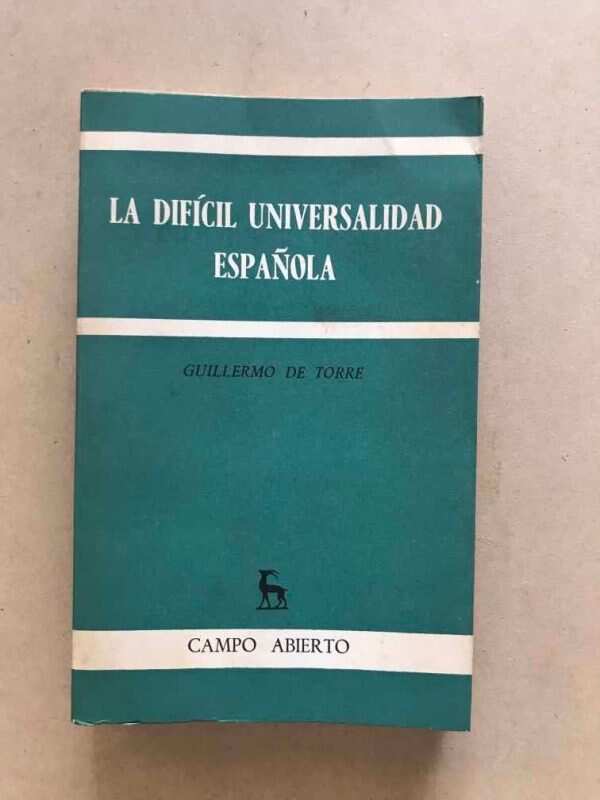 LA DIFÍCIL UNIVERSALIDAD
ESPAÑOLA
GUILLERMO DE TORRE
CAMPO ABIERTO